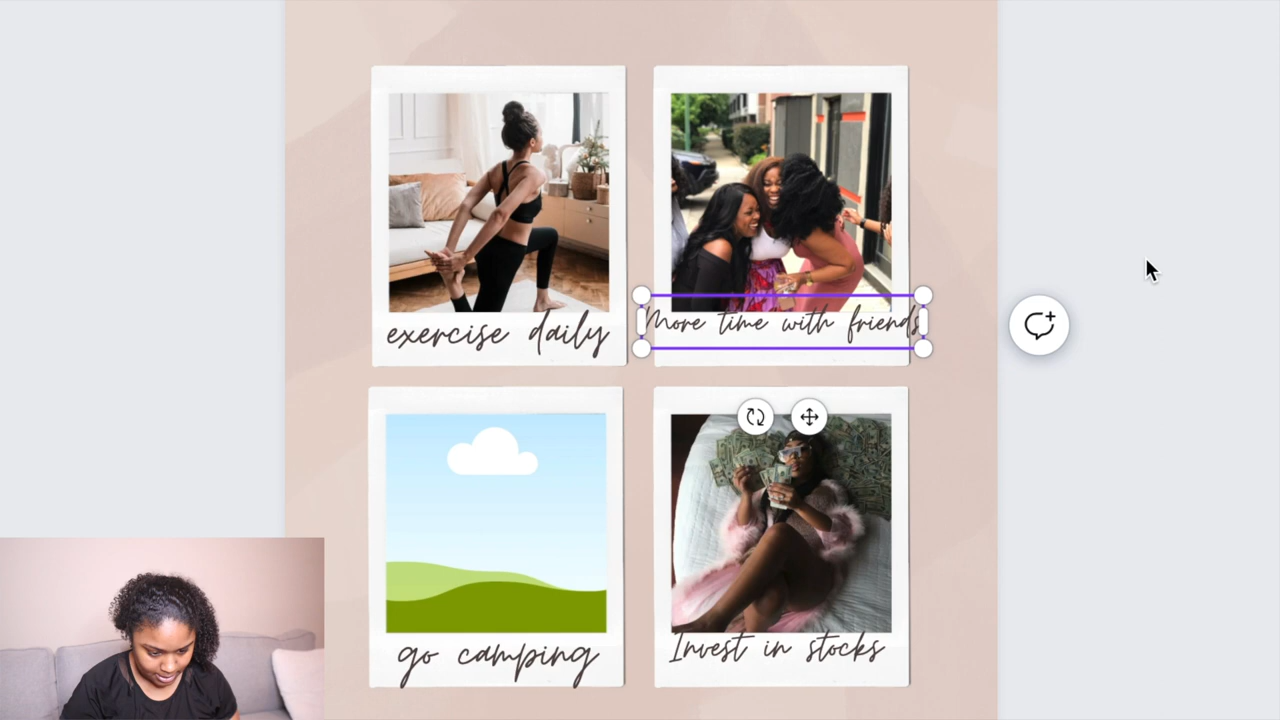 exercise daily
More time with friends
go camping
Invest in stocks